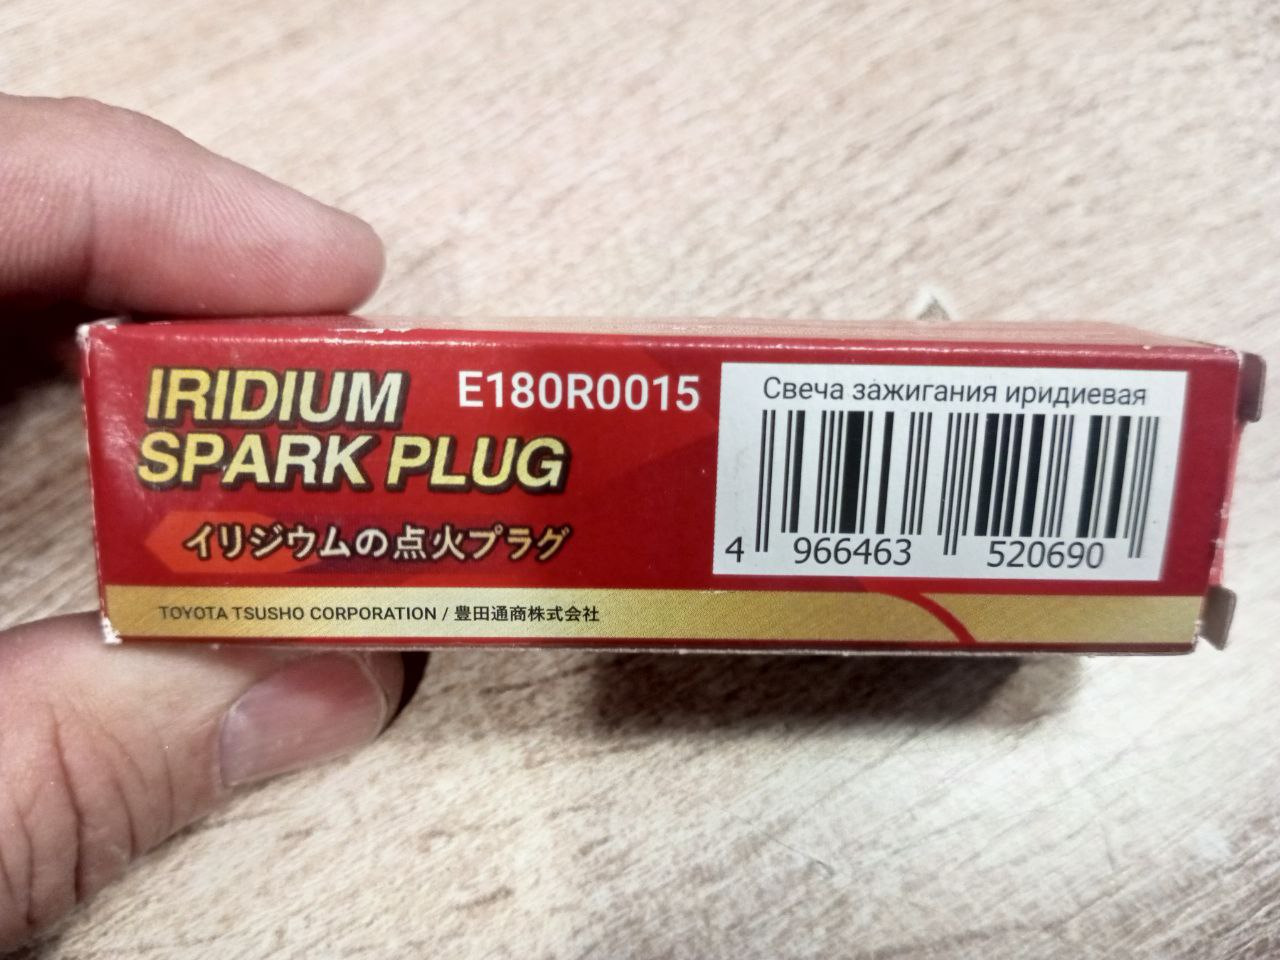 IRIDIUM
SPARK PLUG
イリジウムの点火プラグ
E180R0015
Свеча зажигания иридиевая
4 966463 520690
TOYOTA TSUSHO CORPORATION / 豊田通商株式会社